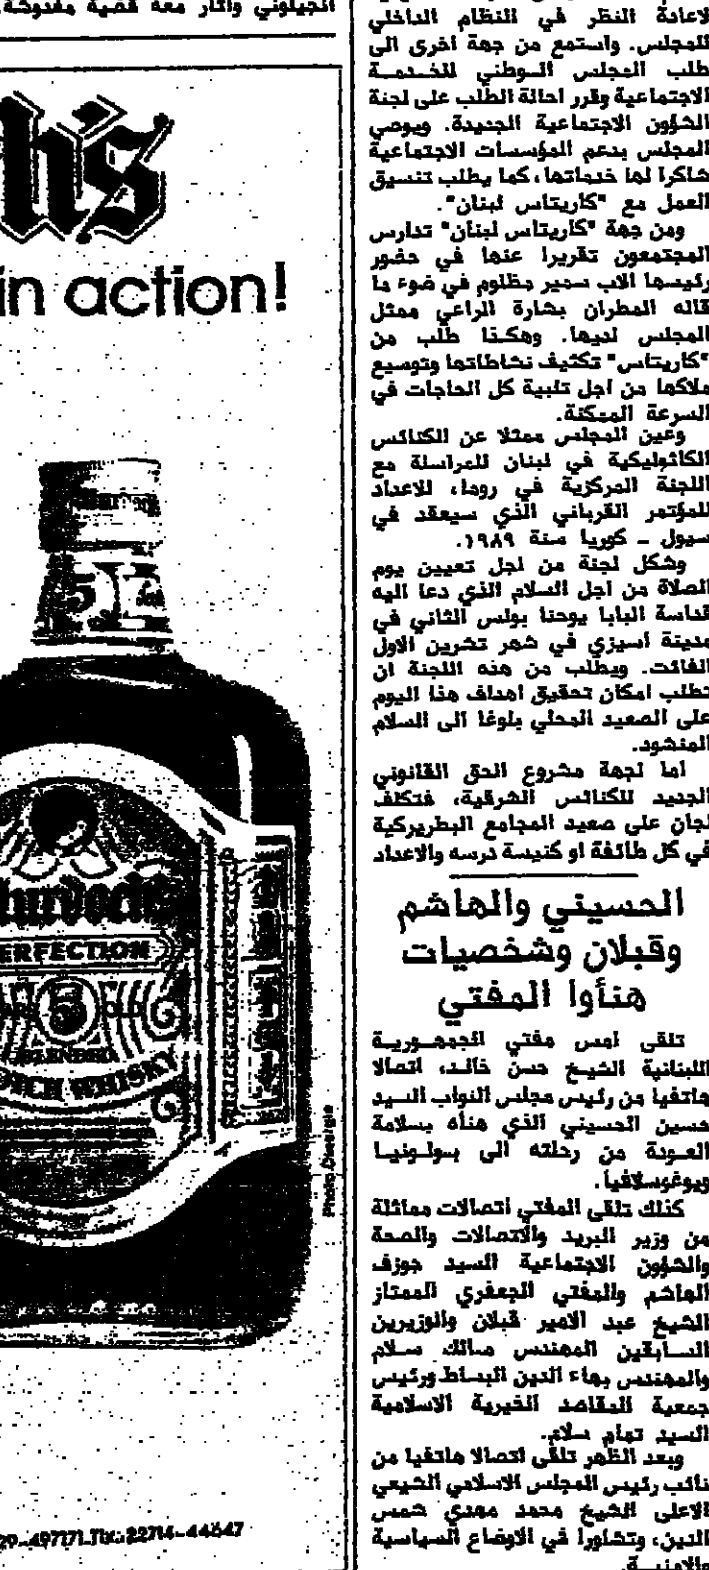 الجيلوني واثار معه قضية مغدوشة.
h's
in action!
ERFECTION
OLD
BLENDED
OTCH WHISKY
Photo Diesigie
29-497171.Tlx: 22714-44647
لاعادة النظر في النظام الداخلي
للمجلس. واستمع من جهة اخرى الى
طلب المجلس الوطني للخدمة
الاجتماعية وقرر احالة الطلب على لجنة
الشؤون الاجتماعية الجديدة. ويوصي
المجلس بدعم المؤسسات الاجتماعية
شاكرا لها خدماتها، كما يطلب تنسيق
العمل مع "كاريتاس لبنان".
ومن جهة "كاريتاس لبنان" تدارس
المجتمعون تقريرا عنها في حضور
رئيسها الاب سمير مظلوم في ضوء ما
قاله المطران بشارة الراعي ممثل
المجلس لديها. وهكذا طلب من
"كاريتاس" تكثيف نشاطاتها وتوسيع
ملاكها من اجل تلبية كل الحاجات في
السرعة الممكنة.
وعين المجلس ممثلا عن الكنائس
الكاثوليكية في لبنان للمراسلة مع
اللجنة المركزية في روما، للاعداد
للمؤتمر القرباني الذي سيعقد في
سيول - كوريا سنة ١٩٨٩.
وشكل لجنة من اجل تعيين يوم
الصلاة من اجل السلام الذي دعا اليه
قداسة البابا يوحنا بولس الثاني في
مدينة اسيزي في شهر تشرين الاول
الفائت. ويطلب من هذه اللجنة ان
تطلب امكان تحقيق اهداف هذا اليوم
على الصعيد المحلي بلوغا الى السلام
المنشود.
اما لجهة مشروع الحق القانوني
الجديد للكنائس الشرقية، فتكلف
لجان على صعيد المجامع البطريركية
في كل طائفة او كنيسة درسه والاعداد
الحسيني والهاشم
وقبلان وشخصيات
هنأوا المفتي
تلقى امس مفتي الجمهورية
اللبنانية الشيخ حسن خالد، اتصالا
هاتفيا من رئيس مجلس النواب السيد
حسين الحسيني الذي هنأه بسلامة
العودة من رحلته الى بولونيا
ويوغوسلافيا.
كذلك تلقى المفتي اتصالات مماثلة
من وزير البريد والاتصالات والصحة
والشؤون الاجتماعية السيد جوزف
الهاشم والمفتي الجعفري الممتاز
الشيخ عبد الامير قبلان والوزيرين
السابقين المهندس مالك سلام
والمهندس بهاء الدين البساط ورئيس
جمعية المقاصد الخيرية الاسلامية
السيد تمام سلام.
وبعد الظهر تلقى اتصالا هاتفيا من
نائب رئيس المجلس الاسلامي الشيعي
الاعلى الشيخ محمد مهدي شمس
الدين، وتشاورا في الاوضاع السياسية
والامنية.